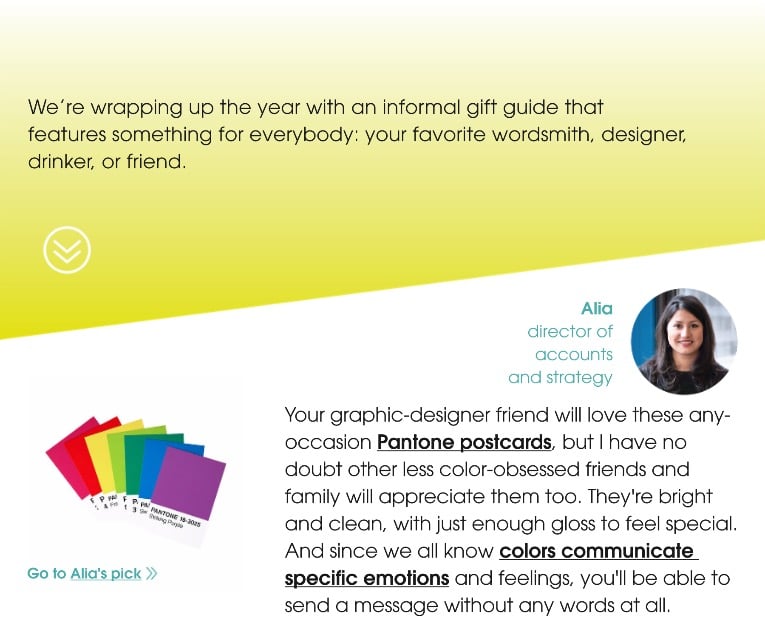 We're wrapping up the year with an informal gift guide that
features something for everybody: your favorite wordsmith, designer,
drinker, or friend.
Alia
director of
accounts
and strategy
Your graphic-designer friend will love these any-
occasion Pantone postcards, but I have no
doubt other less color-obsessed friends and
family will appreciate them too. They're bright
and clean, with just enough gloss to feel special.
And since we all know colors communicate
specific emotions and feelings, you'll be able to
send a message without any words at all.
PANTONE 18-3025
Striking Purple
Go to Alia's pick